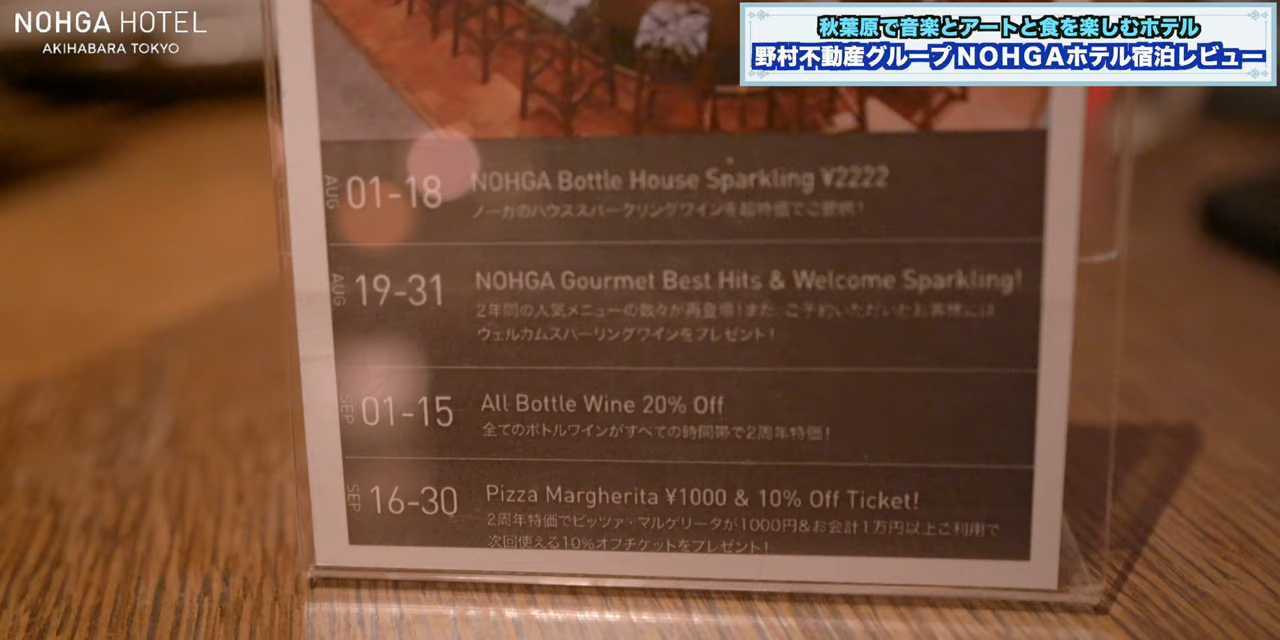 NOHGA HOTEL
AKIHABARA TOKYO
秋葉原で音楽とアートと食を楽しむホテル
野村不動産グループNOHGAホテル宿泊レビュー
AUG 01-18
NOHGA Bottle House Sparkling ¥2222
ノーガのハウススパークリングワインを超特価でご提供!
AUG 19-31
NOHGA Gourmet Best Hits & Welcome Sparkling!
2年間の人気メニューの数々が再登場!また、ご予約いただいたお客様には
ウェルカムスパーリングワインをプレゼント!
SEP 01-15
All Bottle Wine 20% Off
全てのボトルワインがすべての時間帯で2周年特価!
SEP 16-30
Pizza Margherita ¥1000 & 10% Off Ticket!
2周年特価でピッツァ・マルゲリータが1000円&お会計1万円以上ご利用で
次回使える10%オフチケットをプレゼント!